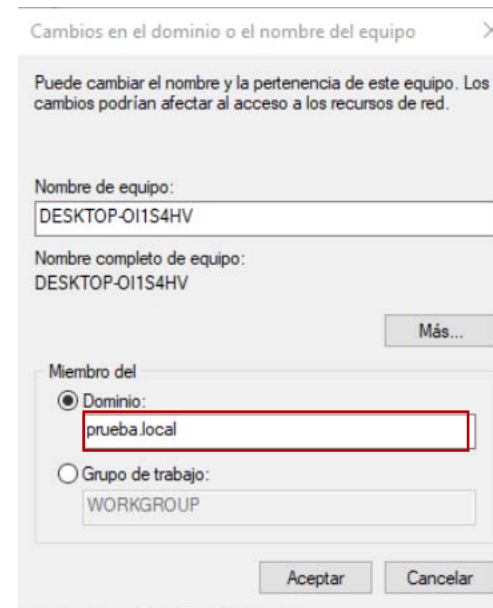 Cambios en el dominio o el nombre del equipo
Puede cambiar el nombre y la pertenencia de este equipo. Los
cambios podrían afectar al acceso a los recursos de red.
Nombre de equipo:
DESKTOP-OI1S4HV
Nombre completo de equipo:
DESKTOP-OI1S4HV
Más...
Miembro del
Dominio:
prueba.local
Grupo de trabajo:
WORKGROUP
Aceptar
Cancelar